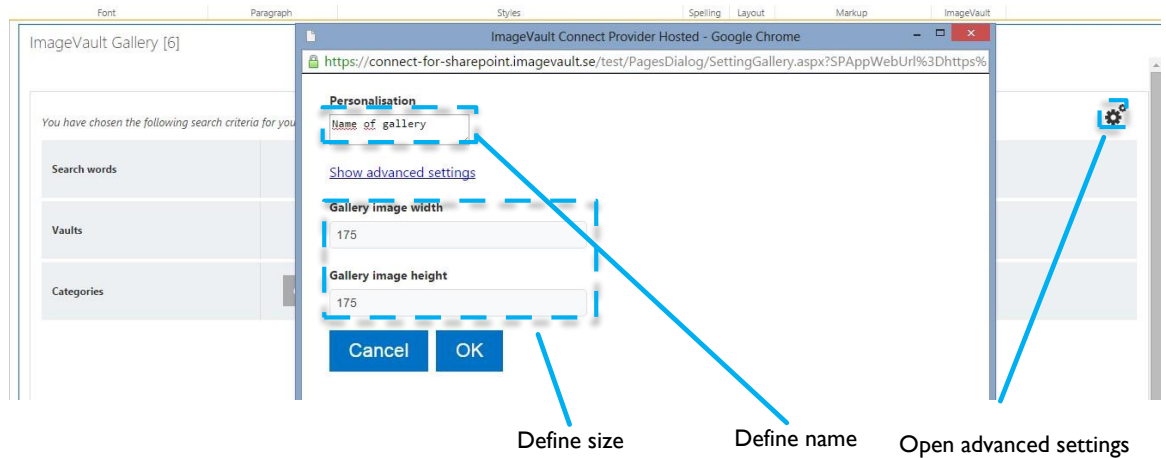 Font Paragraph Styles Spelling Layout Markup ImageVault
ImageVault Gallery [6]
ImageVault Connect Provider Hosted - Google Chrome
https://connect-for-sharepoint.imagevault.se/test/PagesDialog/SettingGallery.aspx?SPAppWebUrl%3Dhttps%
Personalisation
You have chosen the following search criteria for you
Name of gallery
Search words
Show advanced settings
Gallery image width
Vaults
175
Gallery image height
Categories
175
Cancel OK
Define size
Define name
Open advanced settings